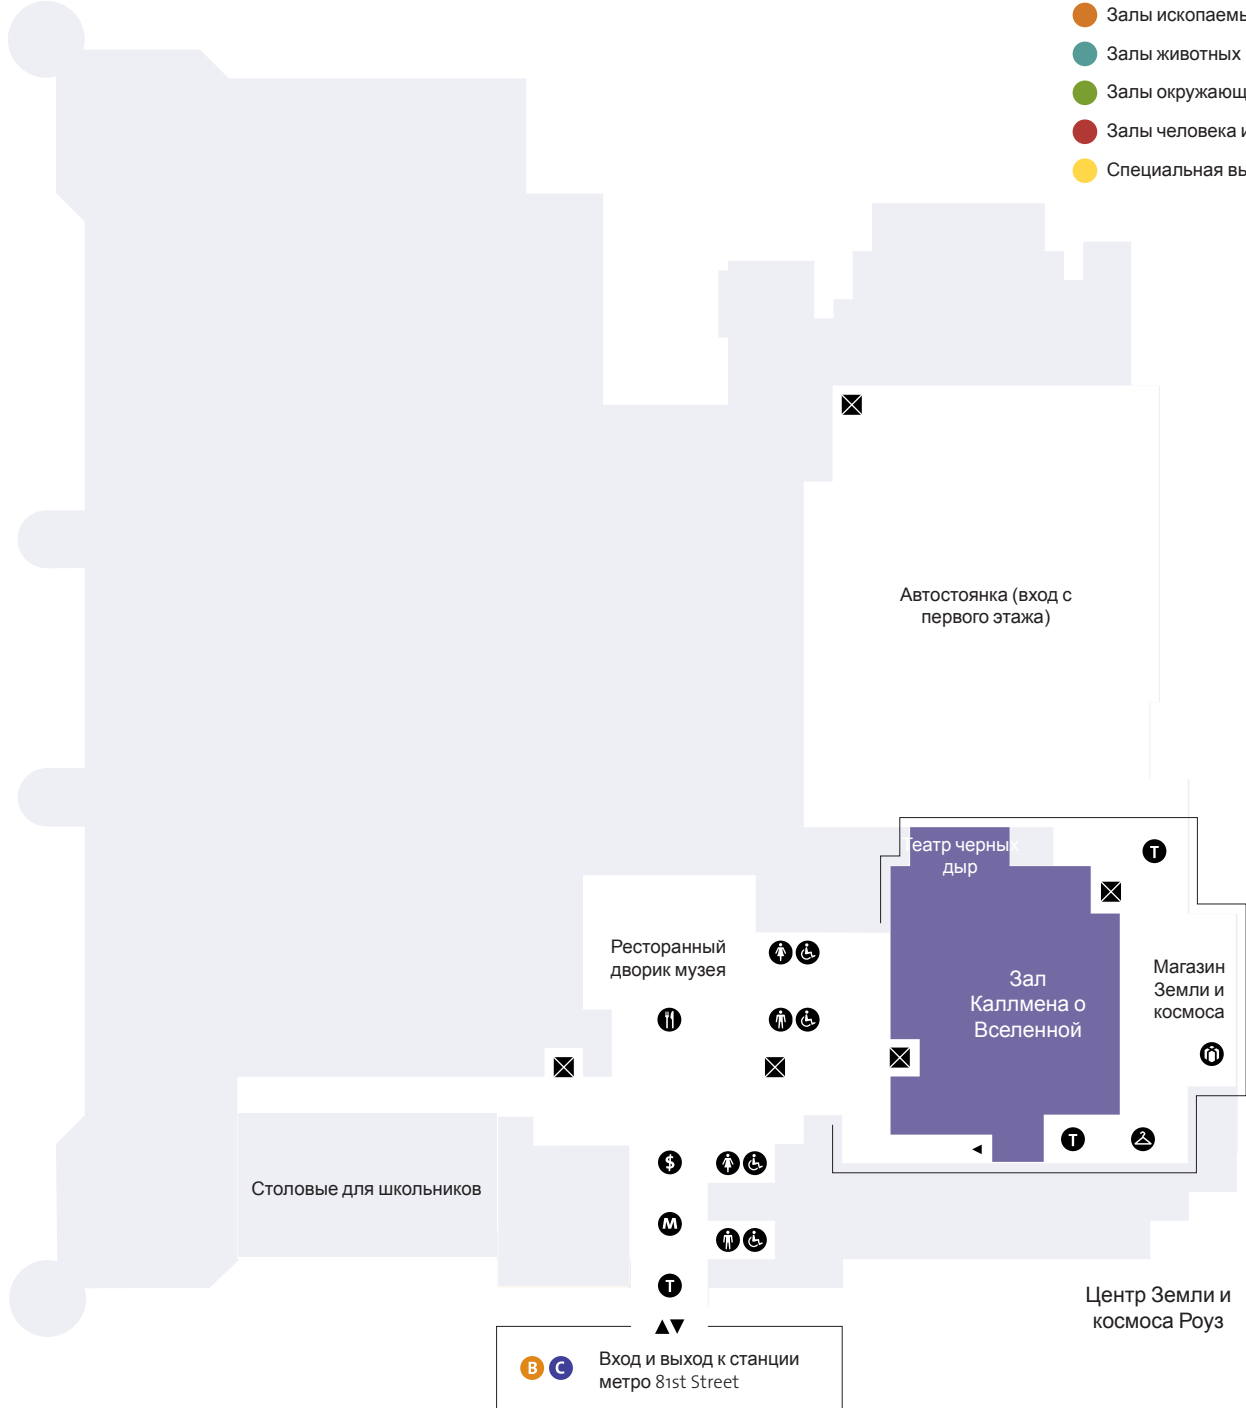 Залы ископаемы
Залы животных
Залы окружающ
Залы человека и
Специальная вы
Автостоянка (вход с
первого этажа)
Театр черных
дыр
Ресторанный
дворик музея
Зал
Каллмена о
Вселенной
Магазин
Земли и
космоса
T
T
$
Столовые для школьников
M
T
Центр Земли и
космоса Роуз
B C
Вход и выход к станции
метро 81st Street